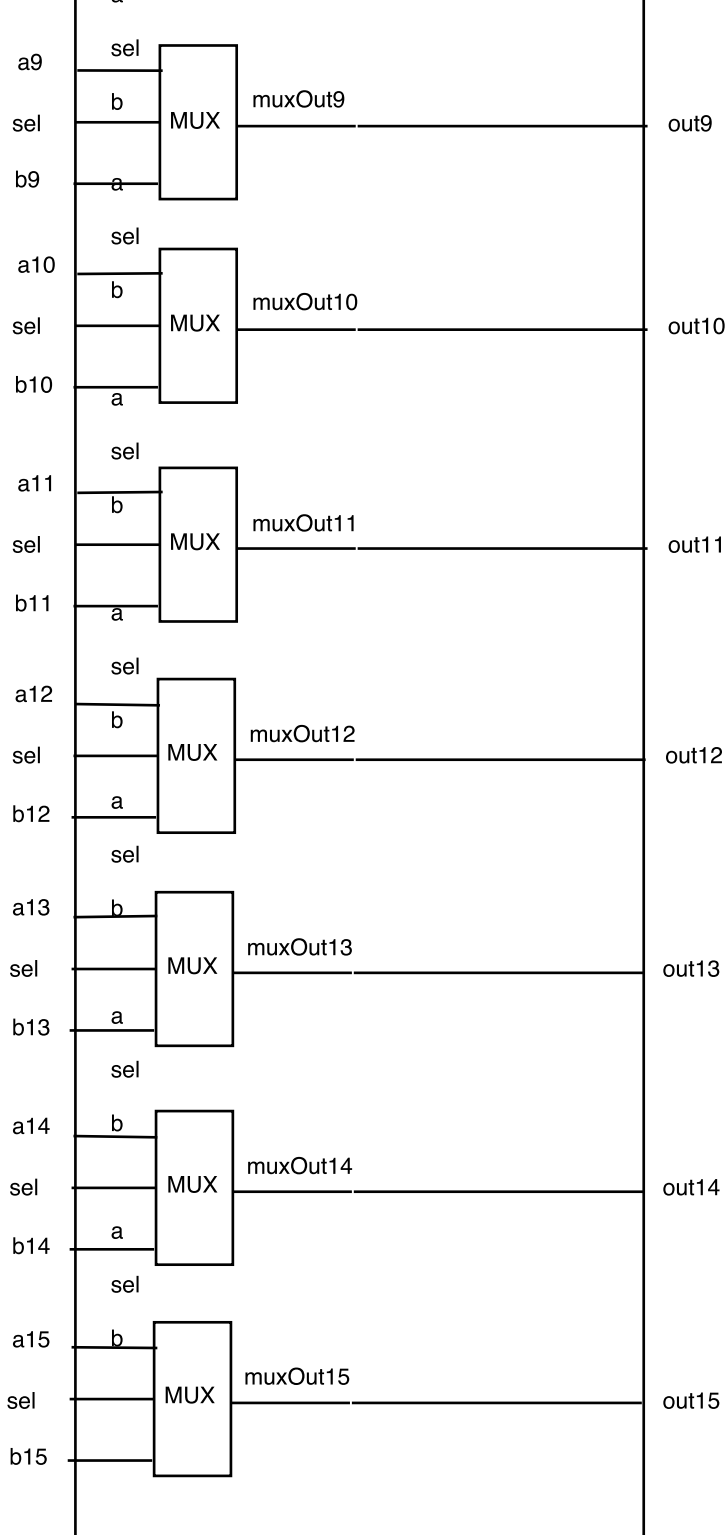 a
sel
a9
b
muxOut9
sel
MUX
out9
b9
a
sel
a10
b
muxOut10
sel
MUX
out10
b10
a
sel
a11
b
muxOut11
sel
MUX
out11
b11
a
sel
a12
b
muxOut12
sel
MUX
out12
b12
a
sel
a13
b
muxOut13
sel
MUX
out13
b13
a
sel
a14
b
muxOut14
sel
MUX
out14
b14
a
sel
a15
b
muxOut15
sel
MUX
out15
b15